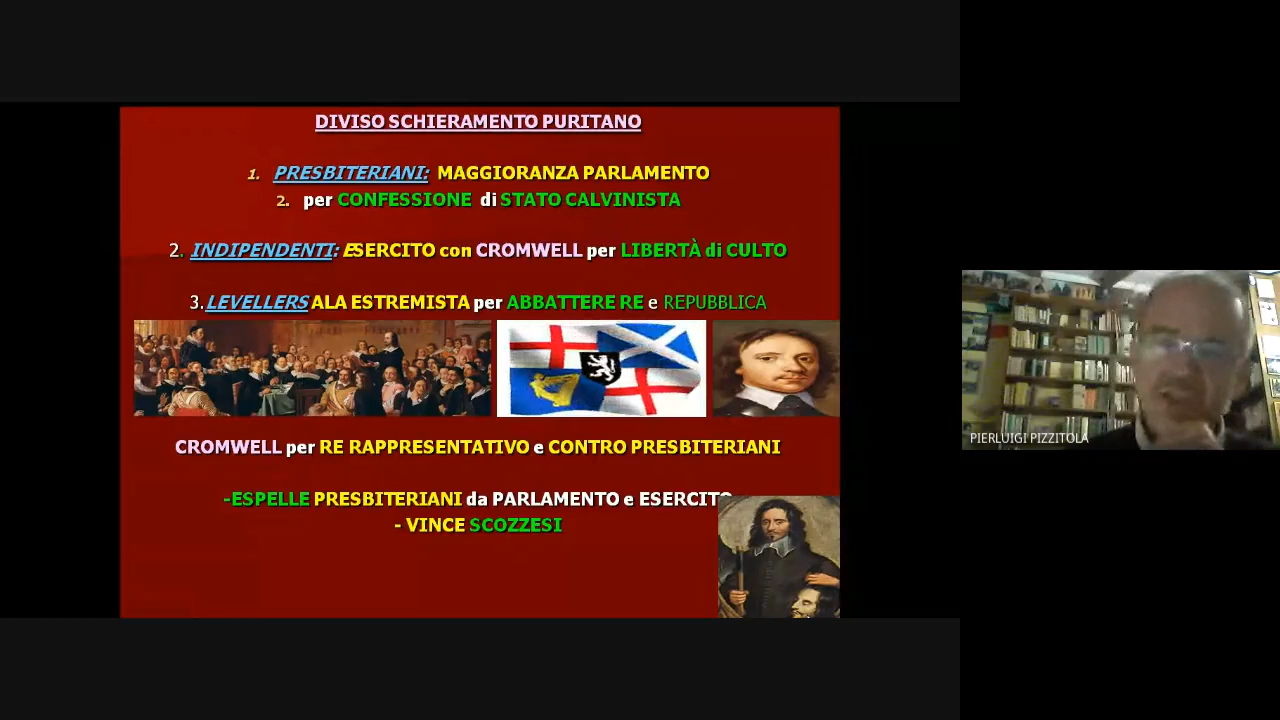 DIVISO SCHIERAMENTO PURITANO
1. PRESBITERIANI: MAGGIORANZA PARLAMENTO
2. per CONFESSIONE di STATO CALVINISTA
2. INDIPENDENTI: ESERCITO con CROMWELL per LIBERTÀ di CULTO
3.LEVELLERS ALA ESTREMISTA per ABBATTERE RE e REPUBBLICA
CROMWELL per RE RAPPRESENTATIVO e CONTRO PRESBITERIANI
-ESPELLE PRESBITERIANI da PARLAMENTO e ESERCITO
- VINCE SCOZZESI
PIERLUIGI PIZZITOLA